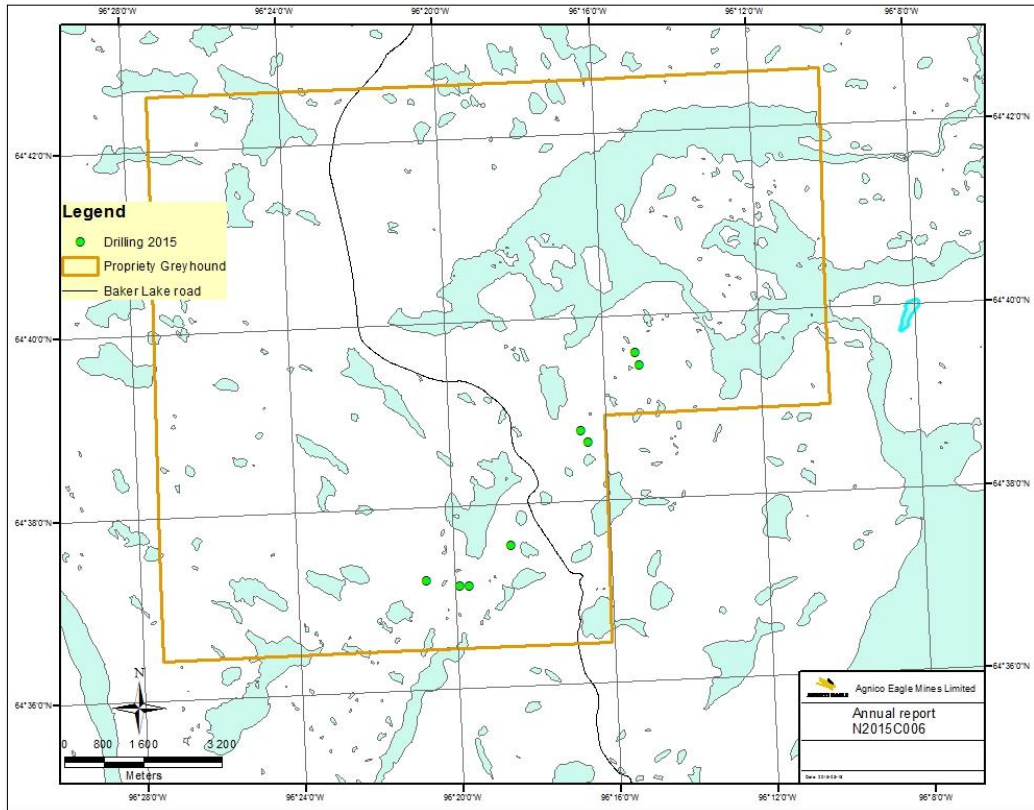 96°28'0"W 96°24'0"W 96°20'0"W 96°16'0"W 96°12'0"W 96°8'0"W
64°42'0"N
64°42'0"N
Legend
Drilling 2015
Propriety Greyhound
Baker Lake road
64°40'0"N
64°40'0"N
64°38'0"N
64°38'0"N
64°36'0"N
64°36'0"N
N
0 800 1 600 3 200
Meters
AGNICO EAGLE
Agnico Eagle Mines Limited
Annual report
N2015C006
96°28'0"W 96°24'0"W 96°20'0"W 96°16'0"W 96°12'0"W 96°8'0"W